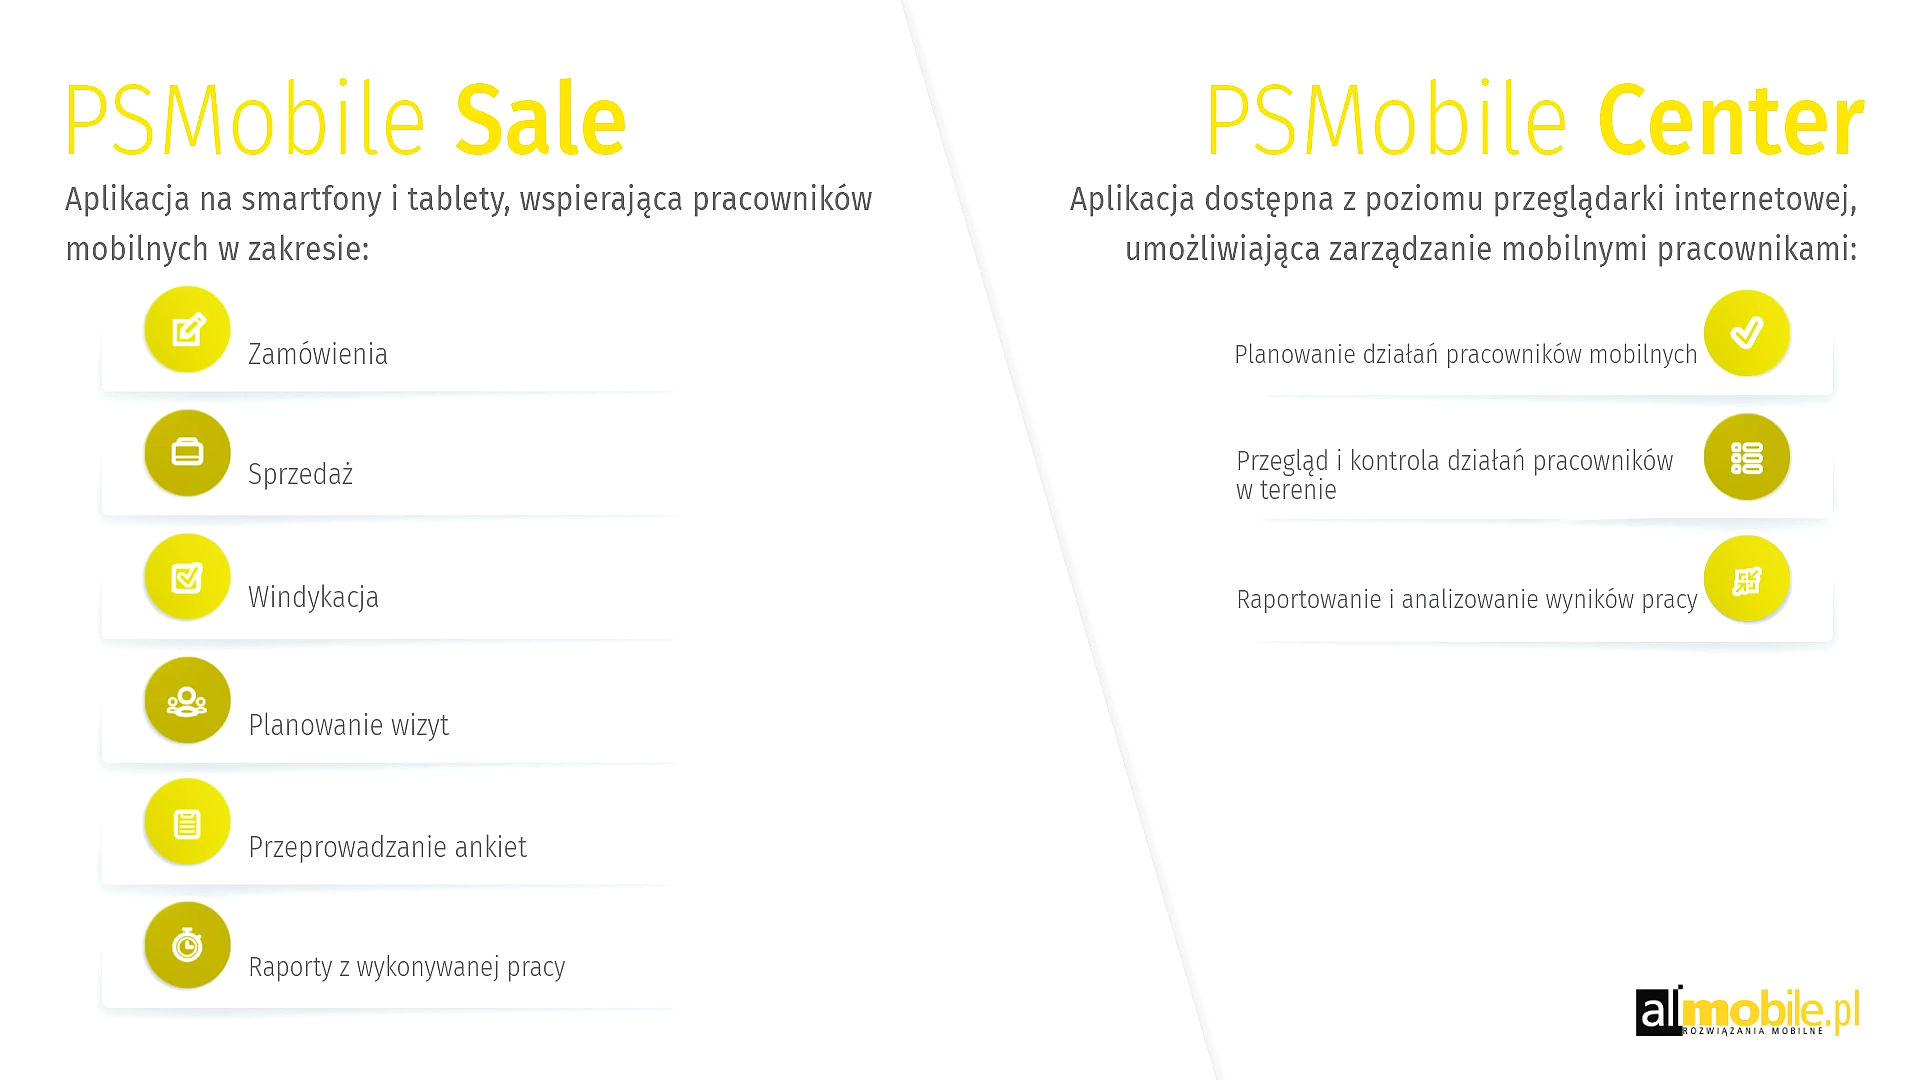 PSMobile Sale
Aplikacja na smartfony i tablety, wspierająca pracowników
mobilnych w zakresie:
Zamówienia
Sprzedaż
Windykacja
Planowanie wizyt
Przeprowadzanie ankiet
Raporty z wykonywanej pracy
PSMobile Center
Aplikacja dostępna z poziomu przeglądarki internetowej,
umożliwiająca zarządzanie mobilnymi pracownikami:
Planowanie działań pracowników mobilnych
Przegląd i kontrola działań pracowników
w terenie
Raportowanie i analizowanie wyników pracy
allmobile.pl
ROZWIĄZANIA MOBILNE